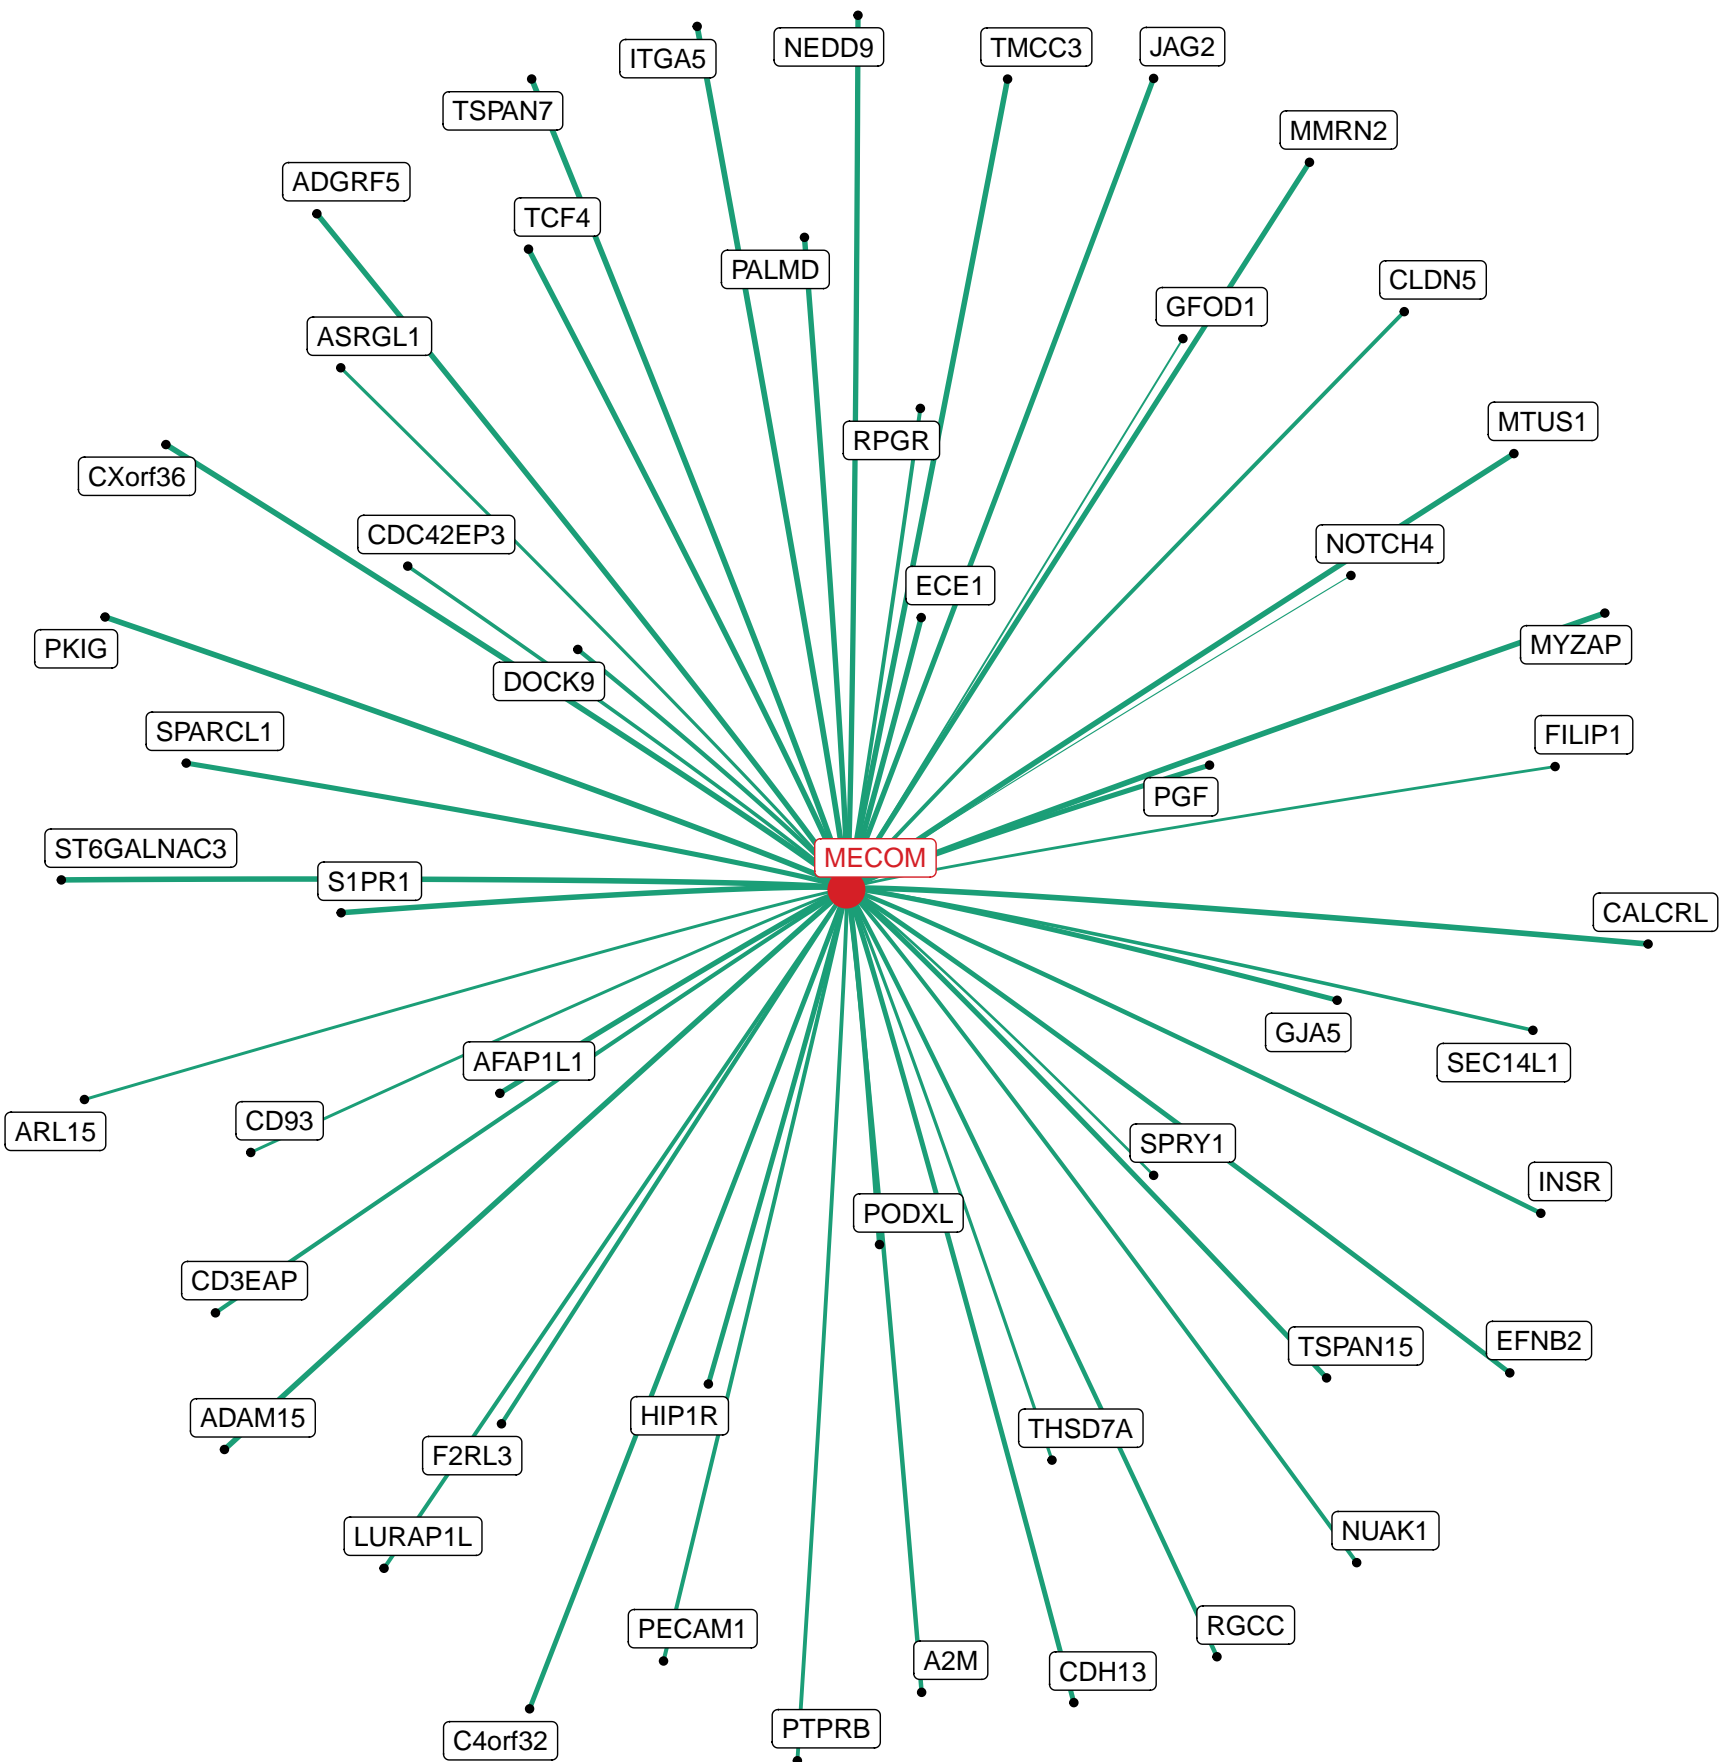 NEDD9
TMCC3
JAG2
ITGA5
TSPAN7
MMRN2
ADGRF5
TCF4
PALMD
CLDN5
GFOD1
ASRGL1
MTUS1
RPGR
CXorf36
CDC42EP3
NOTCH4
ECE1
MYZAP
PKIG
DOCK9
SPARCL1
FILIP1
PGF
ST6GALNAC3
MECOM
S1PR1
CALCRL
GJA5
AFAP1L1
SEC14L1
CD93
ARL15
SPRY1
INSR
PODXL
CD3EAP
EFNB2
TSPAN15
HIP1R
ADAM15
THSD7A
F2RL3
NUAK1
LURAP1L
RGCC
PECAM1
A2M
CDH13
PTPRB
C4orf32